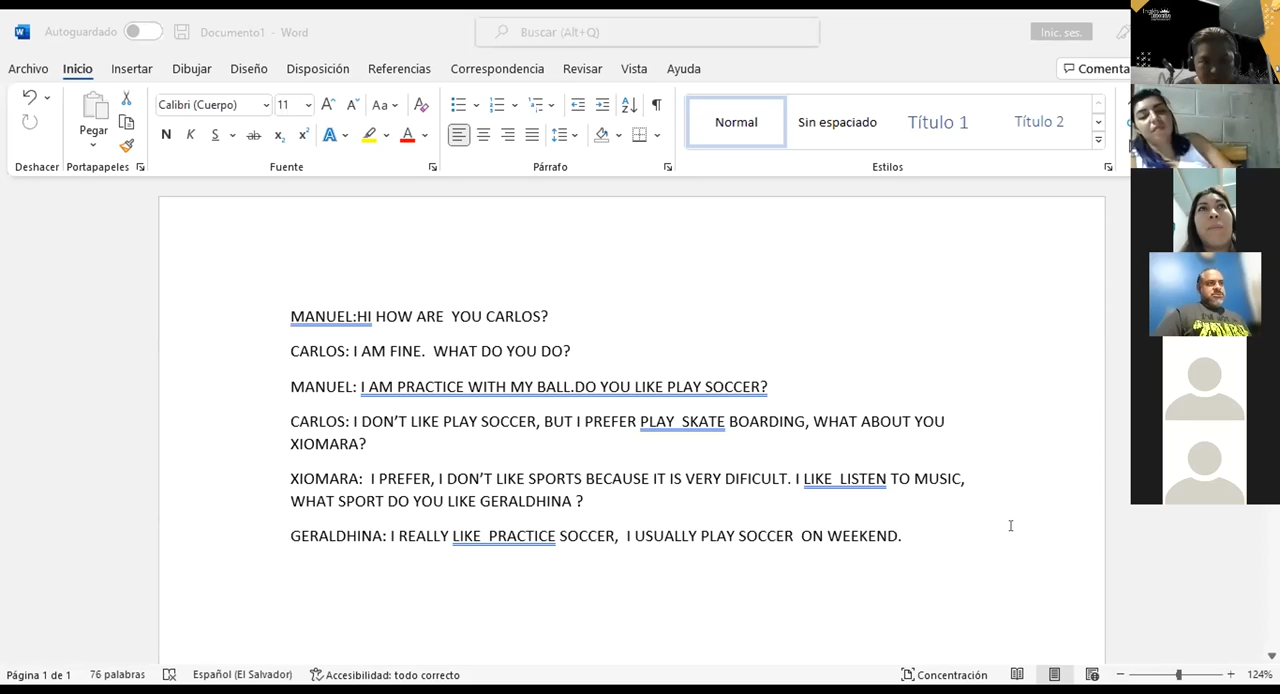 Autoguardado
Documento1 - Word
Buscar (Alt+Q)
Inic. ses.
Archivo Inicio Insertar Dibujar Diseño Disposición Referencias Correspondencia Revisar Vista Ayuda
Comenta
Pegar
Calibri (Cuerpo) 11 A A Aa A
N K S ab x₂ x² A A
Normal
Sin espaciado
Título 1
Título 2
Deshacer Portapapeles Fuente Párrafo Estilos
MANUEL:HI HOW ARE  YOU CARLOS?
CARLOS: I AM FINE.  WHAT DO YOU DO?
MANUEL: I AM PRACTICE WITH MY BALL.DO YOU LIKE PLAY SOCCER?
CARLOS: I DON’T LIKE PLAY SOCCER, BUT I PREFER PLAY  SKATE BOARDING, WHAT ABOUT YOU
XIOMARA?
XIOMARA:  I PREFER, I DON’T LIKE SPORTS BECAUSE IT IS VERY DIFICULT. I LIKE  LISTEN TO MUSIC,
WHAT SPORT DO YOU LIKE GERALDHINA ?
GERALDHINA: I REALLY LIKE  PRACTICE SOCCER,  I USUALLY PLAY SOCCER  ON WEEKEND.
Página 1 de 1 76 palabras Español (El Salvador) Accesibilidad: todo correcto Concentración 124%